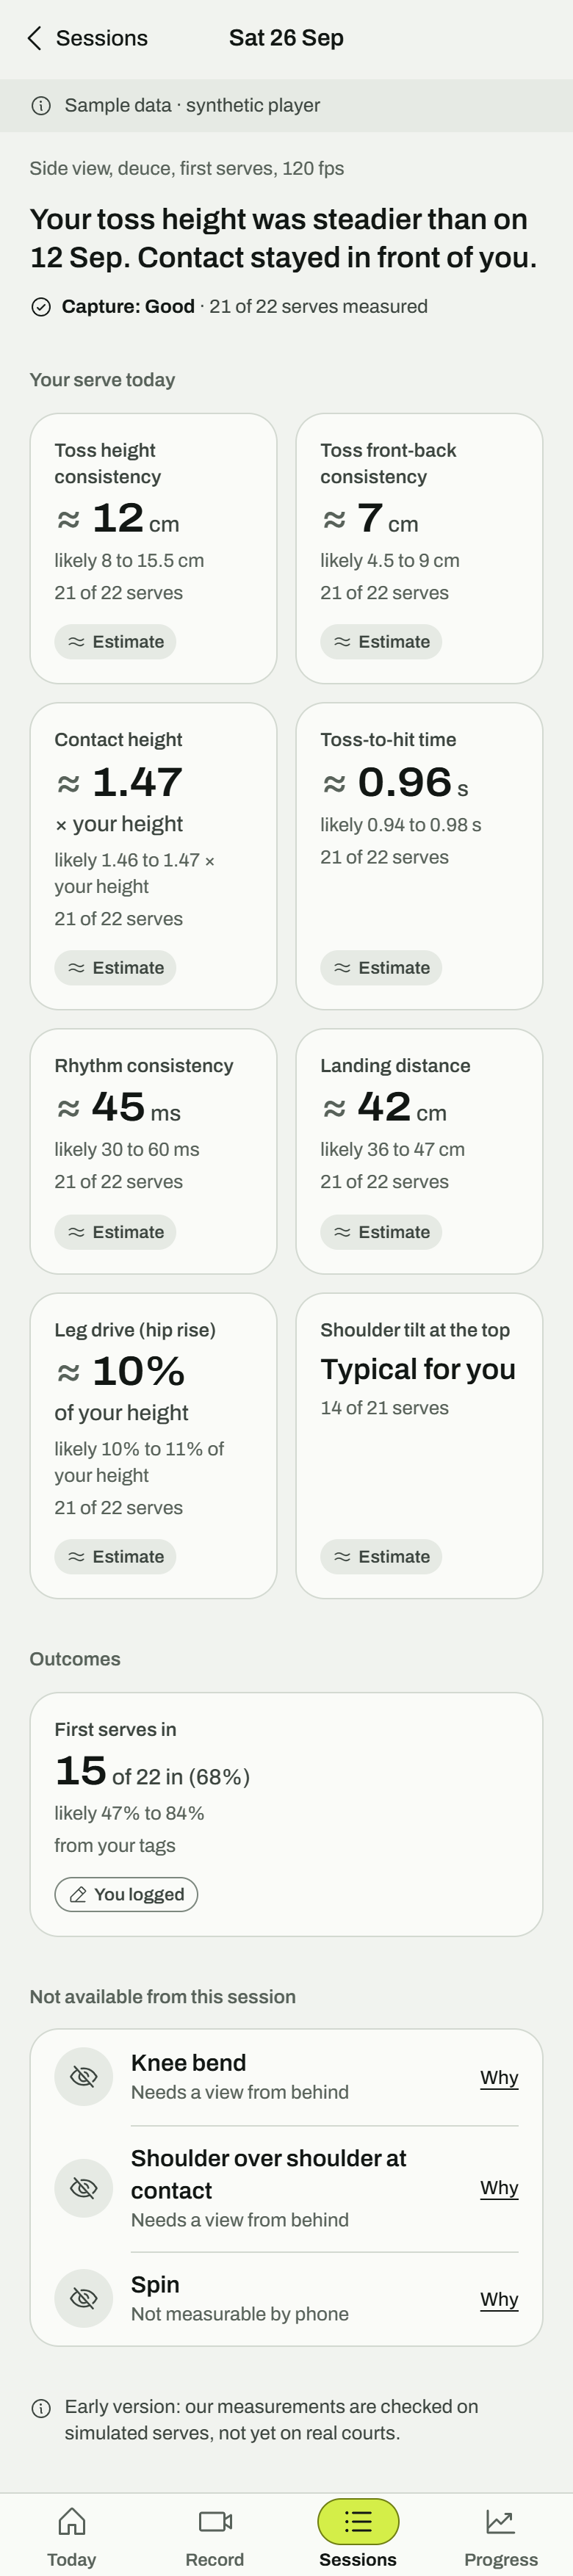 Sessions
Sat 26 Sep
Sample data · synthetic player
Side view, deuce, first serves, 120 fps
Your toss height was steadier than on
12 Sep. Contact stayed in front of you.
Capture: Good · 21 of 22 serves measured
Your serve today
Toss height
consistency
≈ 12 cm
likely 8 to 15.5 cm
21 of 22 serves
Estimate
Toss front-back
consistency
≈ 7 cm
likely 4.5 to 9 cm
21 of 22 serves
Estimate
Contact height
≈ 1.47
× your height
likely 1.46 to 1.47 ×
your height
21 of 22 serves
Estimate
Toss-to-hit time
≈ 0.96 s
likely 0.94 to 0.98 s
21 of 22 serves
Estimate
Rhythm consistency
≈ 45 ms
likely 30 to 60 ms
21 of 22 serves
Estimate
Landing distance
≈ 42 cm
likely 36 to 47 cm
21 of 22 serves
Estimate
Leg drive (hip rise)
≈ 10%
of your height
likely 10% to 11% of
your height
21 of 22 serves
Estimate
Shoulder tilt at the top
Typical for you
14 of 21 serves
Estimate
Outcomes
First serves in
15 of 22 in (68%)
likely 47% to 84%
from your tags
You logged
Not available from this session
Knee bend
Needs a view from behind
Why
Shoulder over shoulder at
contact
Needs a view from behind
Why
Spin
Not measurable by phone
Why
Early version: our measurements are checked on
simulated serves, not yet on real courts.
Today
Record
Sessions
Progress